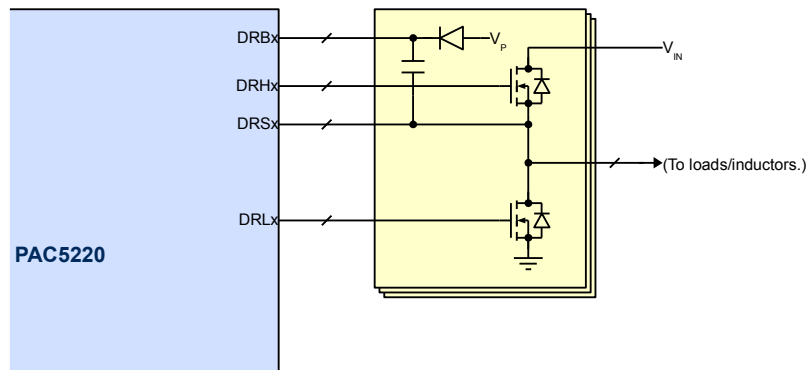 DRBx
V_P
V_IN
DRHx
DRSx
(To loads/inductors.)
DRLx
PAC5220